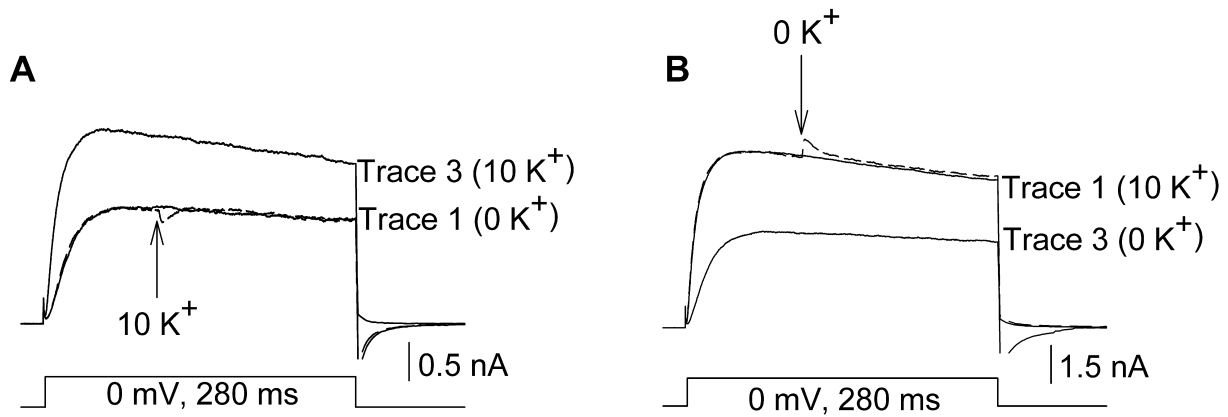 A
Trace 3 (10 K⁺)
Trace 1 (0 K⁺)
10 K⁺
0.5 nA
0 mV, 280 ms
B
0 K⁺
Trace 1 (10 K⁺)
Trace 3 (0 K⁺)
1.5 nA
0 mV, 280 ms